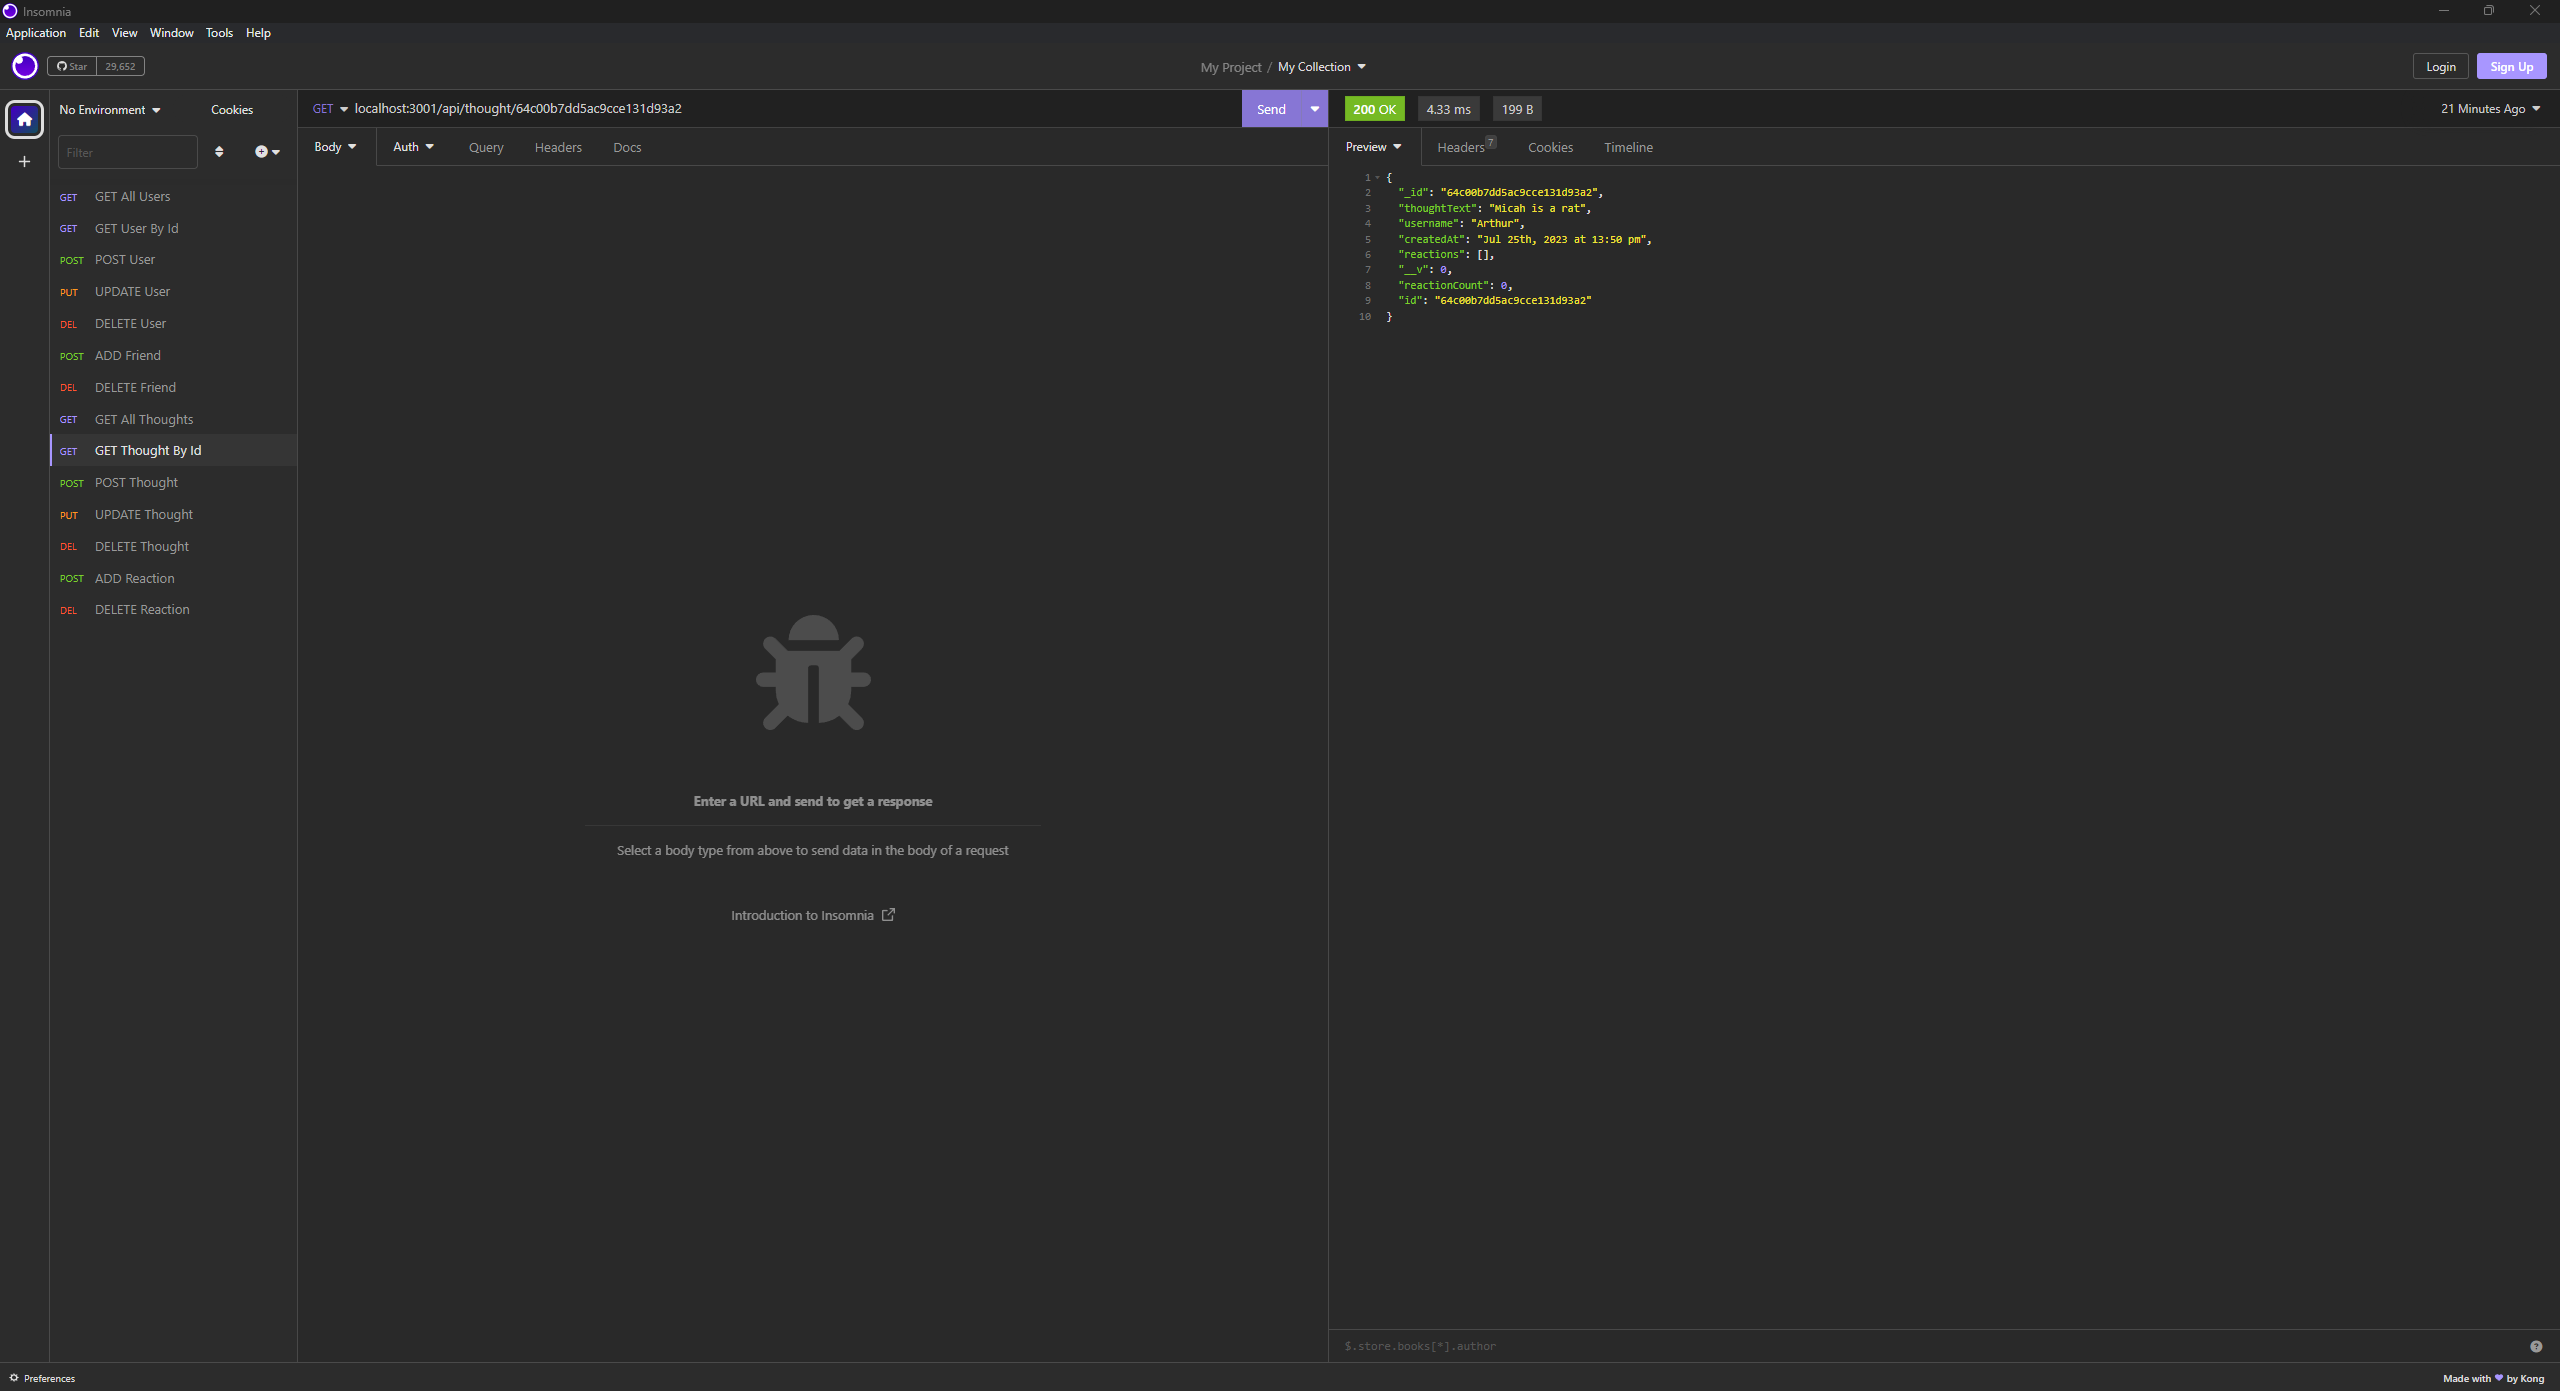 Insomnia
Application Edit View Window Tools Help
Star 29,652
My Project / My Collection
Login Sign Up
No Environment Cookies
Filter
GET GET All Users
GET GET User By Id
POST POST User
PUT UPDATE User
DEL DELETE User
POST ADD Friend
DEL DELETE Friend
GET GET All Thoughts
GET GET Thought By Id
POST POST Thought
PUT UPDATE Thought
DEL DELETE Thought
POST ADD Reaction
DEL DELETE Reaction
GET localhost:3001/api/thought/64c00b7dd5ac9cce131d93a2 Send
Body Auth Query Headers Docs
Enter a URL and send to get a response
Select a body type from above to send data in the body of a request
Introduction to Insomnia
200 OK 4.33 ms 199 B 21 Minutes Ago
Preview Headers 7 Cookies Timeline
1 {
2 "_id": "64c00b7dd5ac9cce131d93a2",
3 "thoughtText": "Micah is a rat",
4 "username": "Arthur",
5 "createdAt": "Jul 25th, 2023 at 13:50 pm",
6 "reactions": [],
7 "__v": 0,
8 "reactionCount": 0,
9 "id": "64c00b7dd5ac9cce131d93a2"
10 }
$.store.books[*].author
Preferences
Made with ♥ by Kong